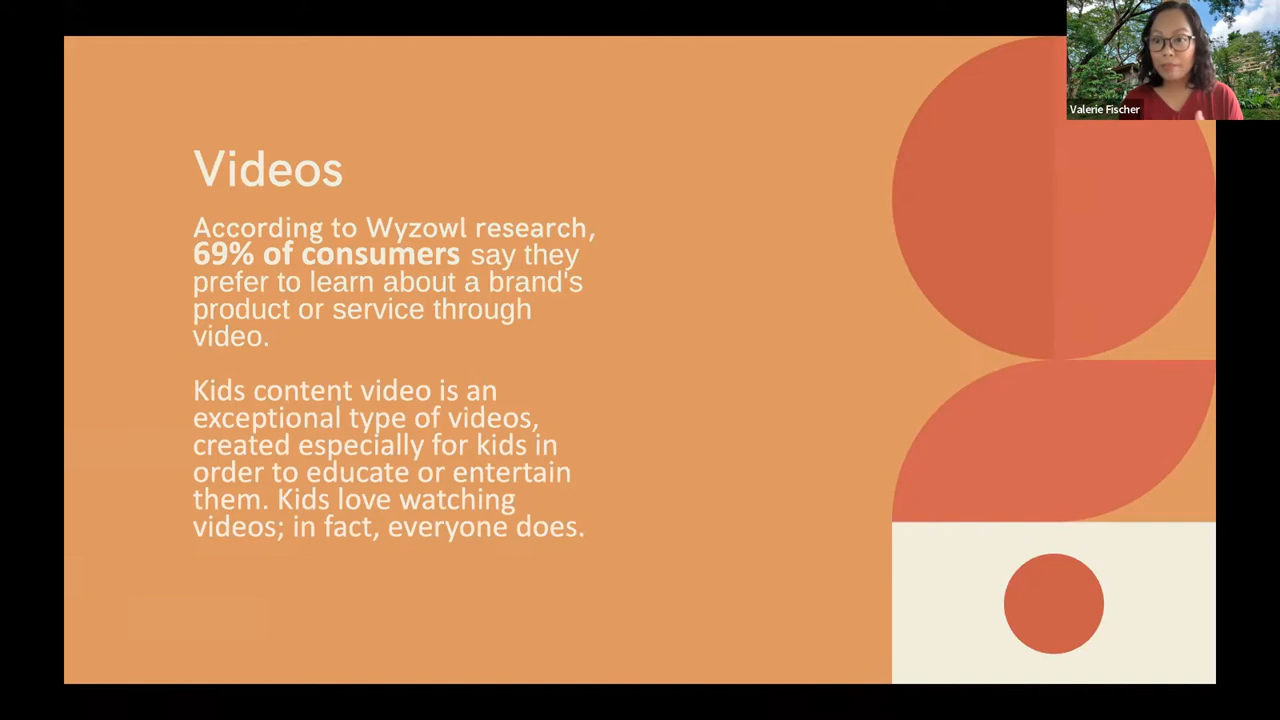 Valerie Fischer
Videos
According to Wyzowl research,
69% of consumers say they
prefer to learn about a brand's
product or service through
video.
Kids content video is an
exceptional type of videos,
created especially for kids in
order to educate or entertain
them. Kids love watching
videos; in fact, everyone does.